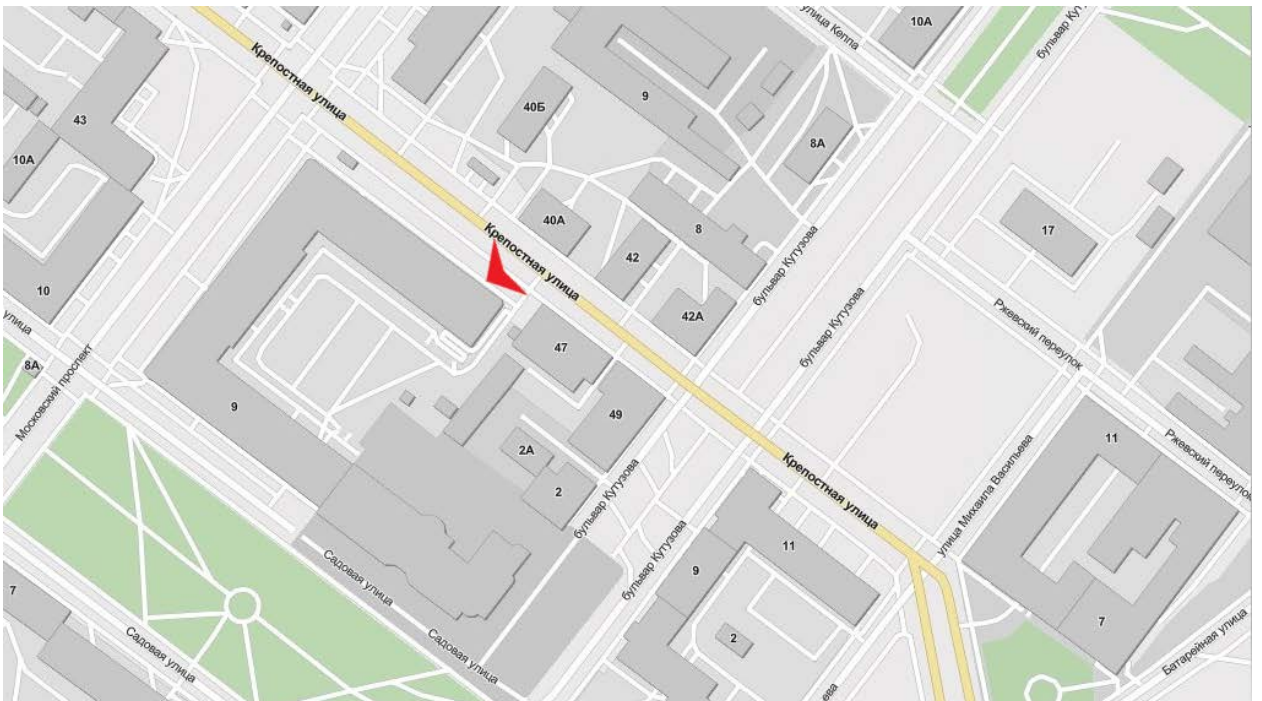 улица Кеппа
10А
бульвар Кутузова
Крепостная улица
43
10А
40Б
9
8А
40А
8
17
Крепостная улица
42
бульвар Кутузова
10
улица
42А
бульвар Кутузова
Ржевский переулок
8А
Московский проспект
47
9
49
2А
2
11
Ржевский переулок
Крепостная улица
улица Михаила Васильева
бульвар Кутузова
бульвар Кутузова
11
9
Садовая улица
7
2
7
Садовая улица
Садовая улица
Батарейная улица
ева